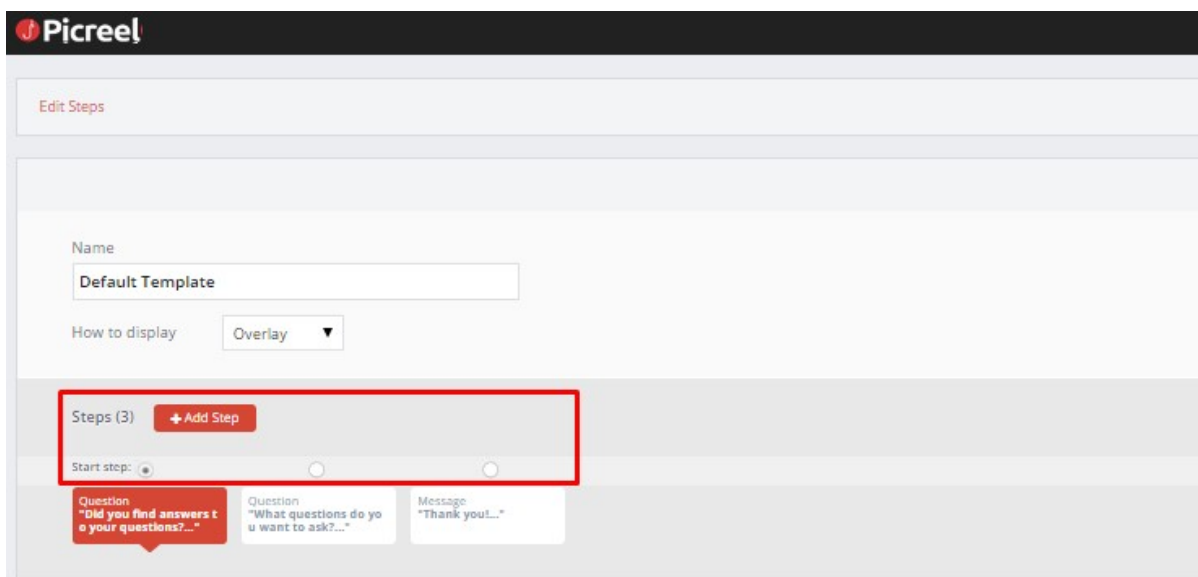 Picreel
Edit Steps
Name
Default Template
How to display Overlay
Steps (3) + Add Step
Start step:
Question
"Did you find answers t
o your questions?..."
Question
"What questions do yo
u want to ask?..."
Message
"Thank you!..."